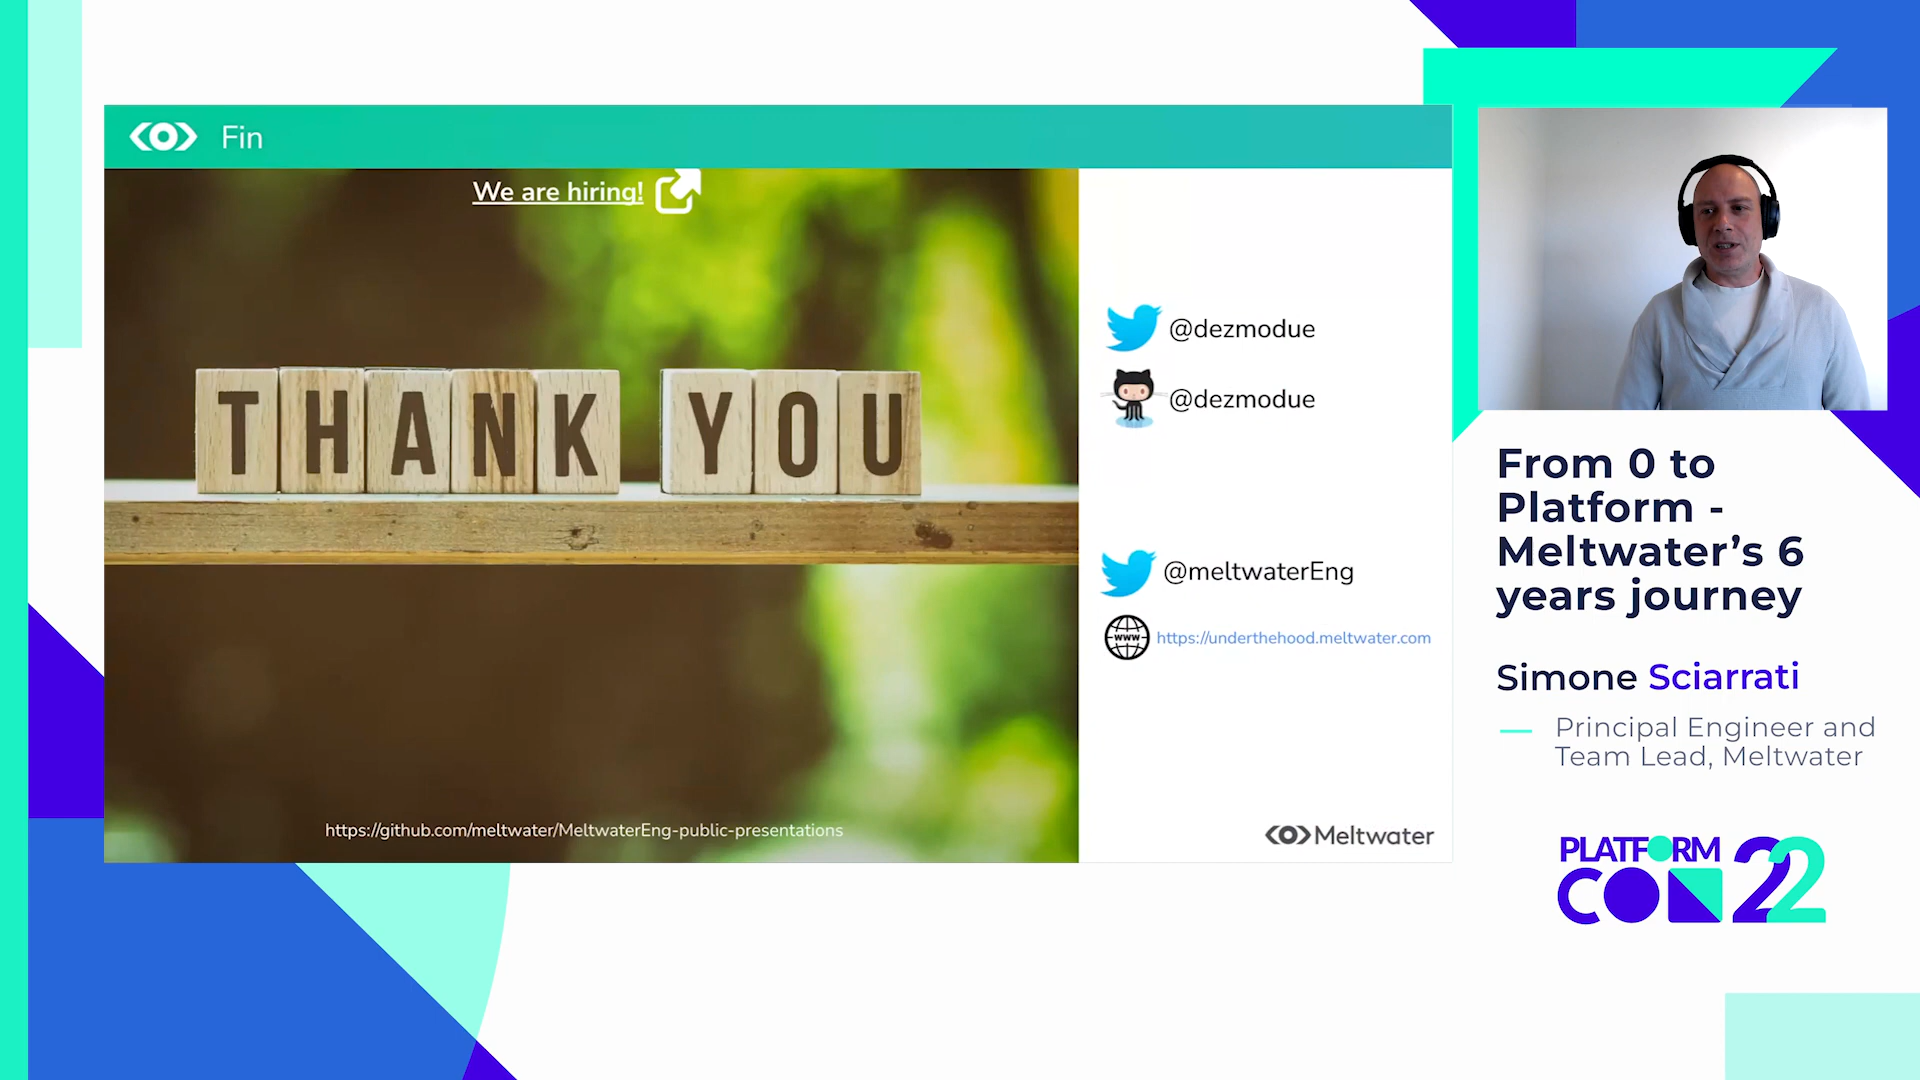 Fin
We are hiring!
THANK YOU
https://github.com/meltwater/MeltwaterEng-public-presentations
@dezmodue
@dezmodue
@meltwaterEng
WWW
https://underthehood.meltwater.com
Meltwater
From 0 to
Platform -
Meltwater’s 6
years journey
Simone Sciarrati
Principal Engineer and
Team Lead, Meltwater
PLATFORM
CON 22